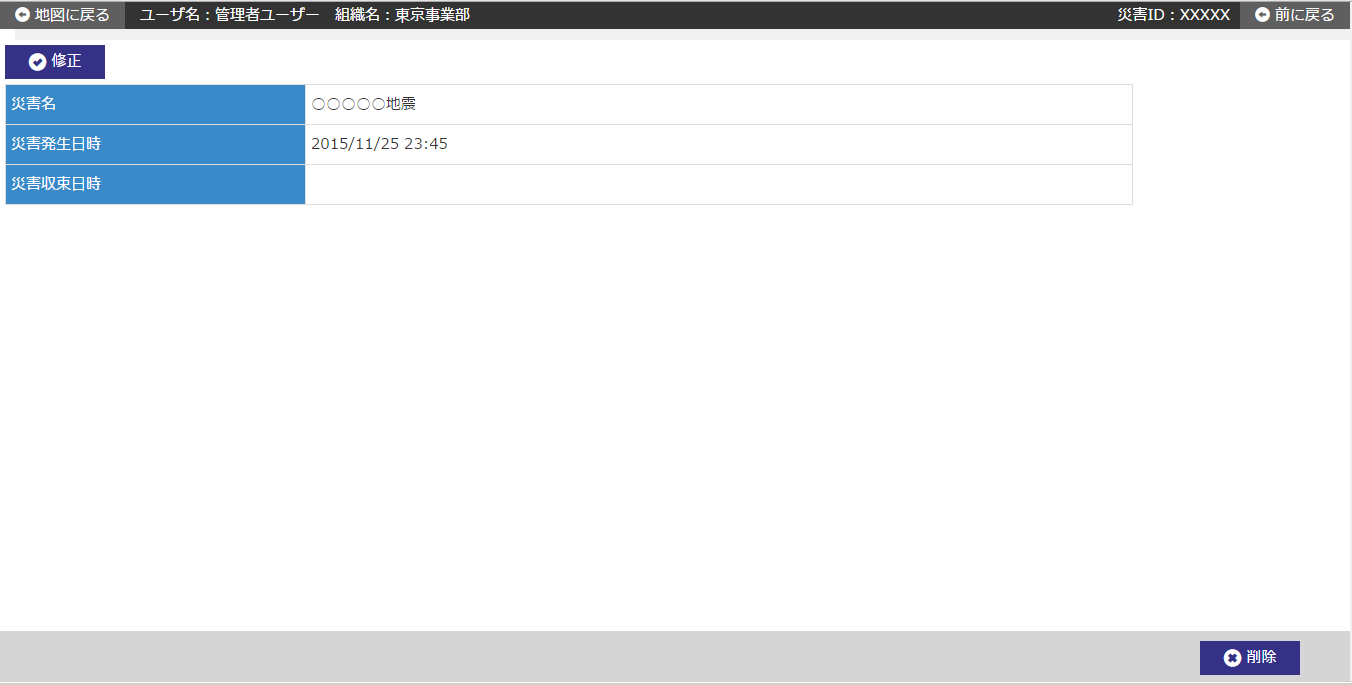 地図に戻る ユーザ名：管理者ユーザー 組織名：東京事業部 災害ID：XXXXX 前に戻る
修正
災害名 ○○○○○地震
災害発生日時 2015/11/25 23:45
災害収束日時
削除